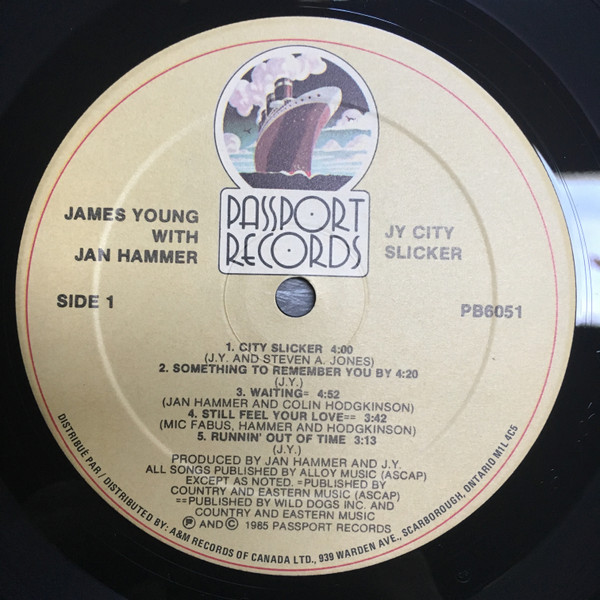 PASSPORT
RECORDS
JAMES YOUNG
WITH
JAN HAMMER
JY CITY
SLICKER
SIDE 1
PB6051
1. CITY SLICKER 4:00
(J.Y. AND STEVEN A. JONES)
2. SOMETHING TO REMEMBER YOU BY 4:20
(J.Y.)
3. WAITING= 4:52
(JAN HAMMER AND COLIN HODGKINSON)
4. STILL FEEL YOUR LOVE== 3:42
(MIC FABUS, HAMMER AND HODGKINSON)
5. RUNNIN' OUT OF TIME 3:13
(J.Y.)
PRODUCED BY JAN HAMMER AND J.Y.
ALL SONGS PUBLISHED BY ALLOY MUSIC (ASCAP)
EXCEPT AS NOTED. =PUBLISHED BY
COUNTRY AND EASTERN MUSIC (ASCAP)
==PUBLISHED BY WILD DOGS INC. AND
COUNTRY AND EASTERN MUSIC
Ⓟ AND © 1985 PASSPORT RECORDS
DISTRIBUÉ PAR / DISTRIBUTED BY: A&M RECORDS OF CANADA LTD., 939 WARDEN AVE., SCARBOROUGH, ONTARIO M1L 4C5